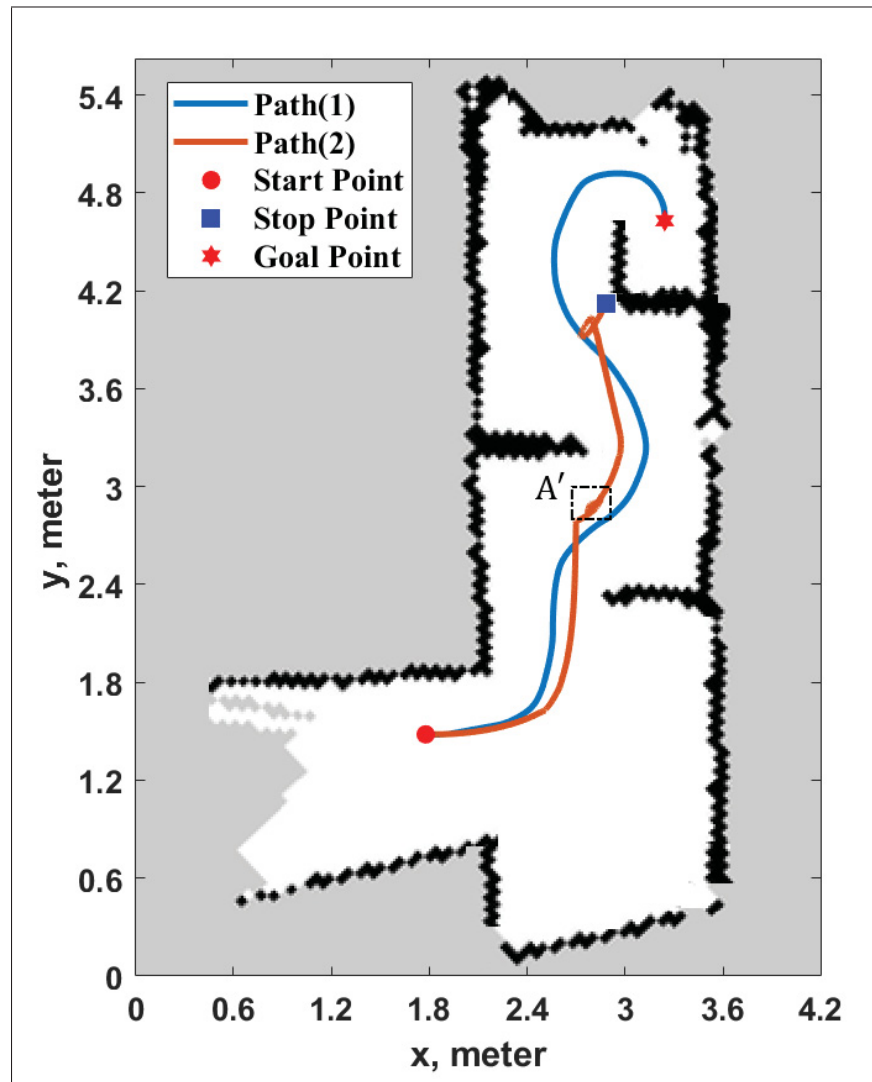 5.4
4.8
4.2
3.6
3
2.4
1.8
1.2
0.6
0
y, meter
Path(1)
Path(2)
Start Point
Stop Point
Goal Point
A′
0 0.6 1.2 1.8 2.4 3 3.6 4.2
x, meter